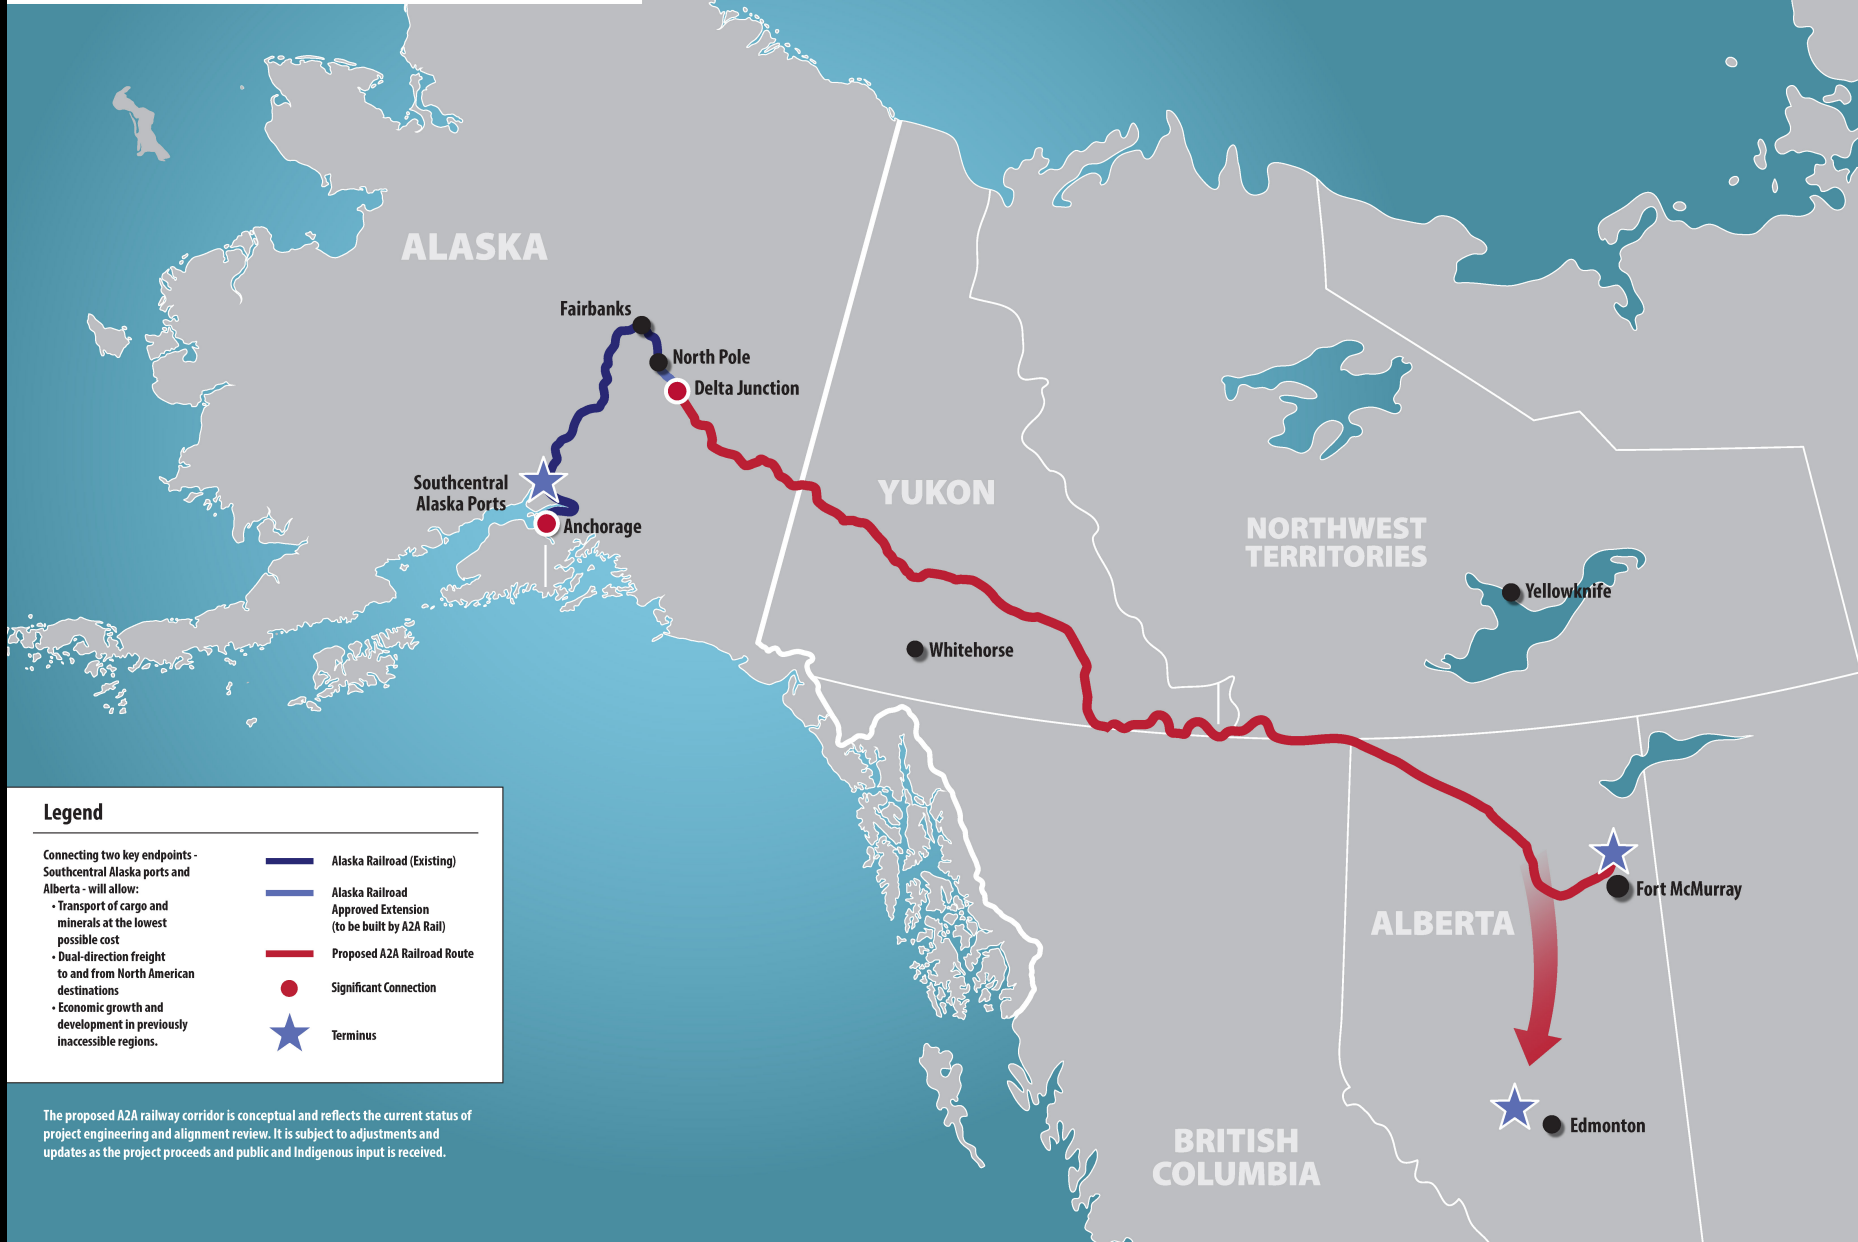 ALASKA
Fairbanks
North Pole
Delta Junction
Southcentral
Alaska Ports
Anchorage
YUKON
NORTHWEST
TERRITORIES
Yellowknife
Whitehorse
Fort McMurray
ALBERTA
Edmonton
BRITISH
COLUMBIA
Legend
Connecting two key endpoints -
Southcentral Alaska ports and
Alberta - will allow:
• Transport of cargo and
minerals at the lowest
possible cost
• Dual-direction freight
to and from North American
destinations
• Economic growth and
development in previously
inaccessible regions.
Alaska Railroad (Existing)
Alaska Railroad
Approved Extension
(to be built by A2A Rail)
Proposed A2A Railroad Route
Significant Connection
Terminus
The proposed A2A railway corridor is conceptual and reflects the current status of
project engineering and alignment review. It is subject to adjustments and
updates as the project proceeds and public and Indigenous input is received.